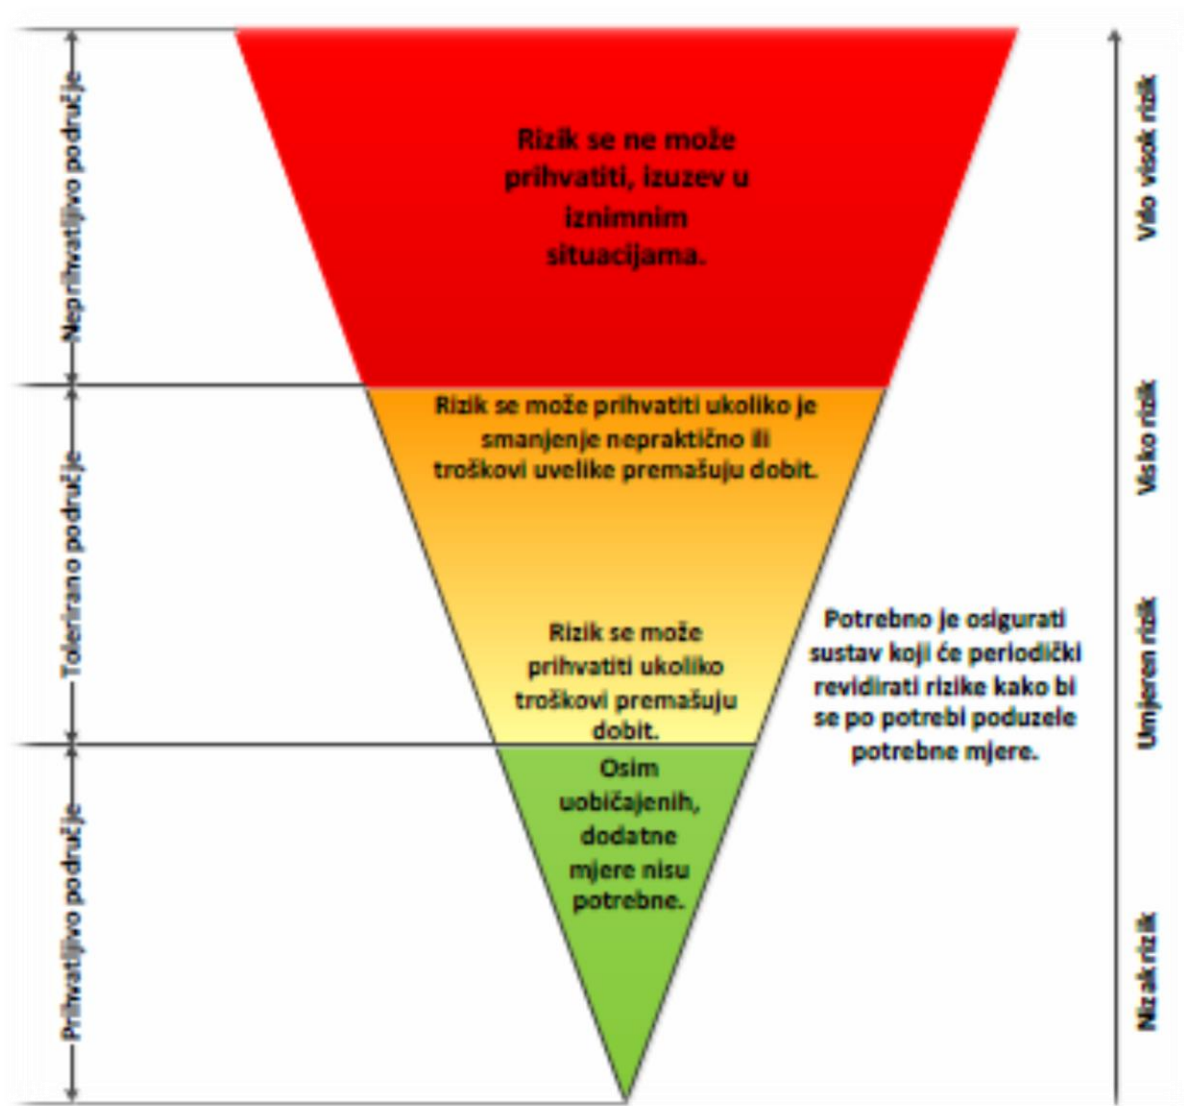 Neprihvatljivo područje
Rizik se ne može
prihvatiti, izuzev u
iznimnim
situacijama.
Vrlo visok rizik
Tolerirano područje
Rizik se može prihvatiti ukoliko je
smanjenje nepraktično ili
troškovi uvelike premašuju dobit.
Visko rizik
Rizik se može
prihvatiti ukoliko
troškovi premašuju
dobit.
Potrebno je osigurati
sustav koji će periodički
revidirati rizike kako bi
se po potrebi poduzele
potrebne mjere.
Umjeren rizik
Prihvatljivo područje
Osim
uobičajenih,
dodatne
mjere nisu
potrebne.
Nizak rizik